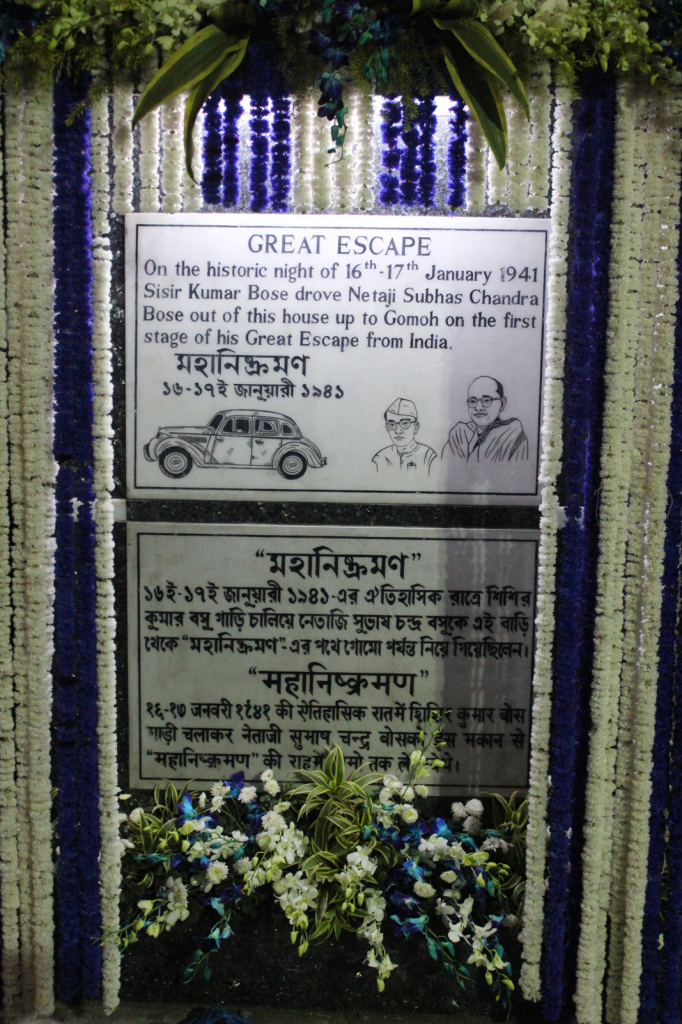 GREAT ESCAPE
On the historic night of 16th-17th January 1941
Sisir Kumar Bose drove Netaji Subhas Chandra
Bose out of this house up to Gomoh on the first
stage of his Great Escape from India.
মহানিষ্ক্রমণ
১৬-১৭ই জানুয়ারী ১৯৪১
“মহানিষ্ক্রমণ”
১৬ই-১৭ই জানুয়ারী ১৯৪১-এর ঐতিহাসিক রাত্রে শিশির
কুমার বসু গাড়ি চালিয়ে নেতাজি সুভাষ চন্দ্র বসুকে এই বাড়ি
থেকে “মহানিষ্ক্রমণ”-এর পথে গোমো পর্যন্ত নিয়ে গিয়েছিলেন।
“महानिष्क्रमण”
१६-१७ जनवरी १९४१ की ऐतिहासिक रातमें शिशिर कुमार बोस
गाड़ी चलाकर नेताजी सुभाष चन्द्र बोसको मकान से
“महानिष्क्रमण” की राहमें तक